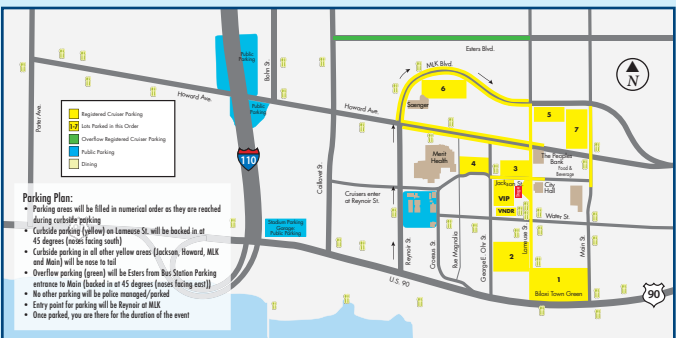 Esters Blvd.
MLK Blvd.
N
Public
Parking
Bohn St.
6
Saenger
Porter Ave.
Howard Ave.
Public
Parking
Howard Ave.
5
7
Registered Cruiser Parking
1-7 Lots Parked in this Order
Overflow Registered Cruiser Parking
Public Parking
Dining
110
Merit
Health
4
3
The Peoples
Bank
Food &
Beverage
Caillavet St.
Cruisers enter
at Reynoir St.
Jackson St.
VIP
VNDR
City
Hall
Water St.
Parking Plan:
• Parking areas will be filled in numerical order as they are reached
during curbside parking
• Curbside parking (yellow) on Lameuse St. will be backed in at
45 degrees (noses facing south)
• Curbside parking in all other yellow areas (Jackson, Howard, MLK
and Main) will be nose to tail
• Overflow parking (green) will be Esters from Bus Station Parking
entrance to Main (backed in at 45 degrees (noses facing east))
• No other parking will be police managed/parked
• Entry point for parking will be Reynoir at MLK
• Once parked, you are there for the duration of the event
Stadium Parking
Garage:
Public Parking
Reynoir St.
Croesus St.
Rue Magnolia
George E. Ohr St.
Lameuse St.
Main St.
2
U.S. 90
1
Biloxi Town Green
90